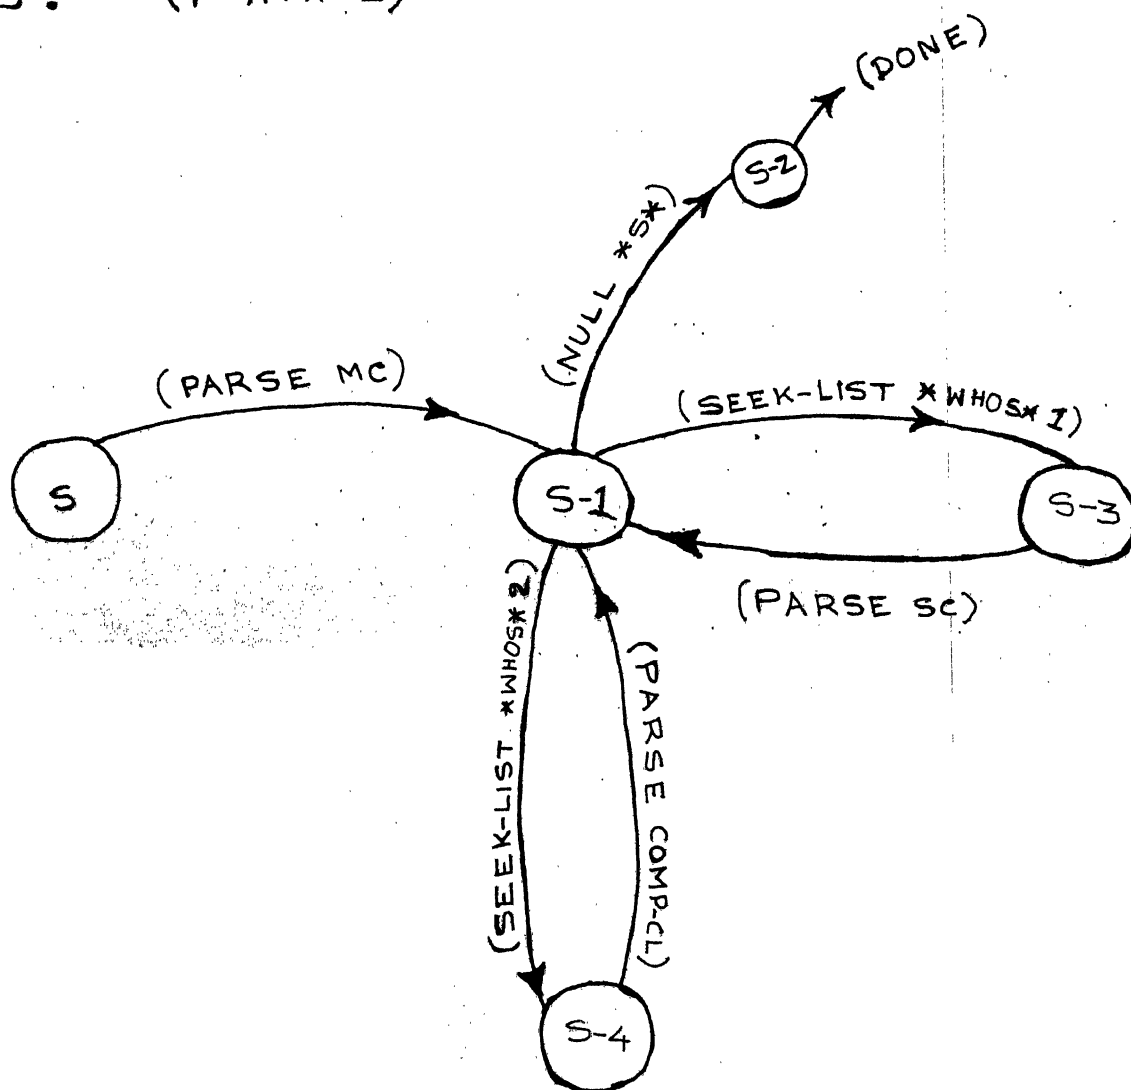 (DONE)
S-2
(NULL *S*)
(PARSE MC)
(SEEK-LIST *WHOS* 1)
S
S-1
S-3
(PARSE SC)
(SEEK-LIST *WHOS* 2)
(PARSE COMP-CL)
S-4